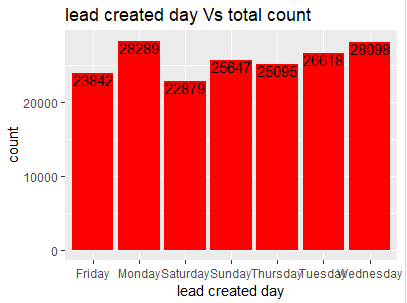 lead created day Vs total count
count
20000
10000
0
23842
28289
22879
25647
25095
26618
28098
Friday Monday Saturday Sunday Thursday Tuesday Wednesday
lead created day